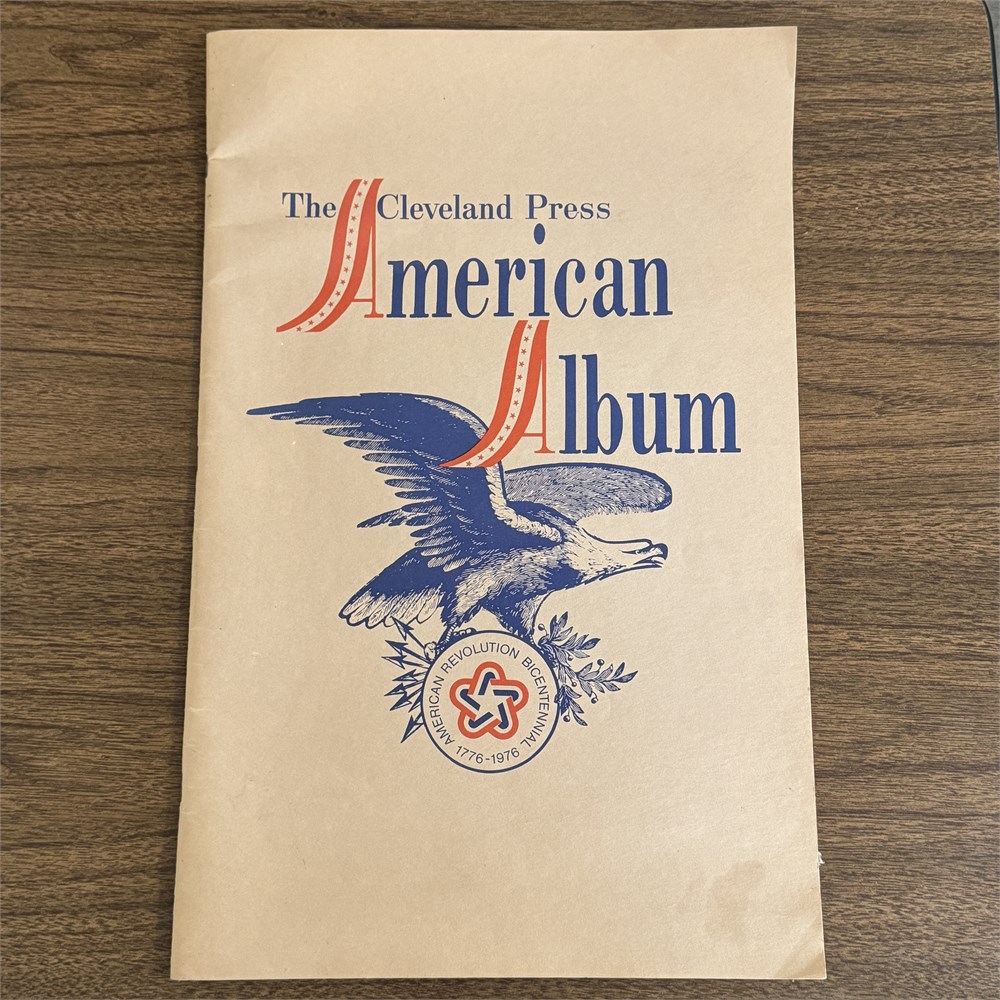 The Cleveland Press
American
Album
AMERICAN REVOLUTION BICENTENNIAL
1776-1976